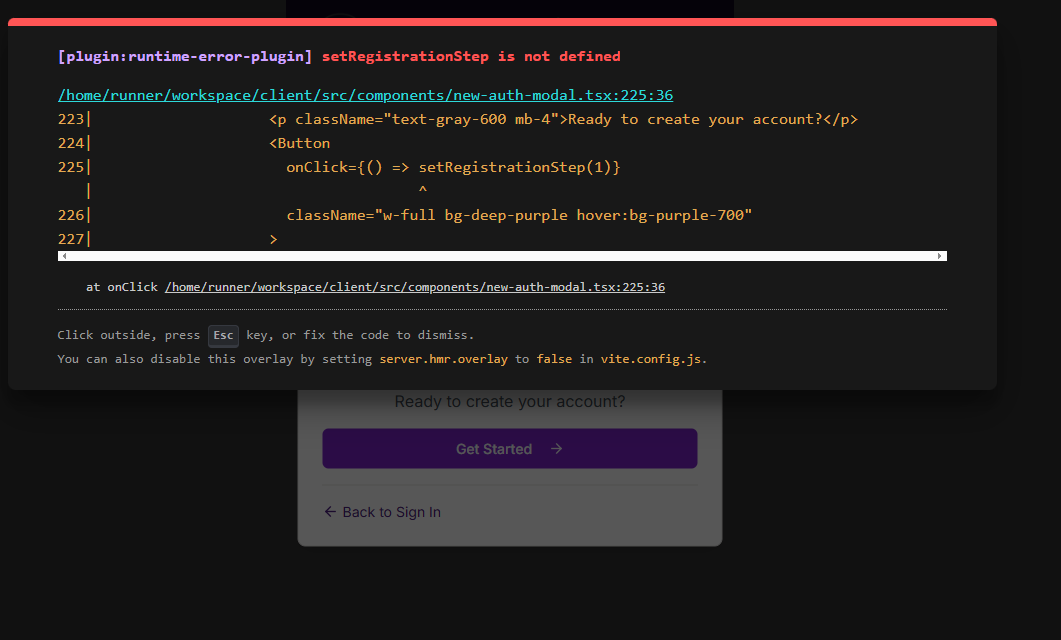 [plugin:runtime-error-plugin] setRegistrationStep is not defined
/home/runner/workspace/client/src/components/new-auth-modal.tsx:225:36
223| <p className="text-gray-600 mb-4">Ready to create your account?</p>
224| <Button
225| onClick={() => setRegistrationStep(1)}
| ^
226| className="w-full bg-deep-purple hover:bg-purple-700"
227| >
at onClick /home/runner/workspace/client/src/components/new-auth-modal.tsx:225:36
Click outside, press Esc key, or fix the code to dismiss.
You can also disable this overlay by setting server.hmr.overlay to false in vite.config.js.
Ready to create your account?
Get Started →
← Back to Sign In